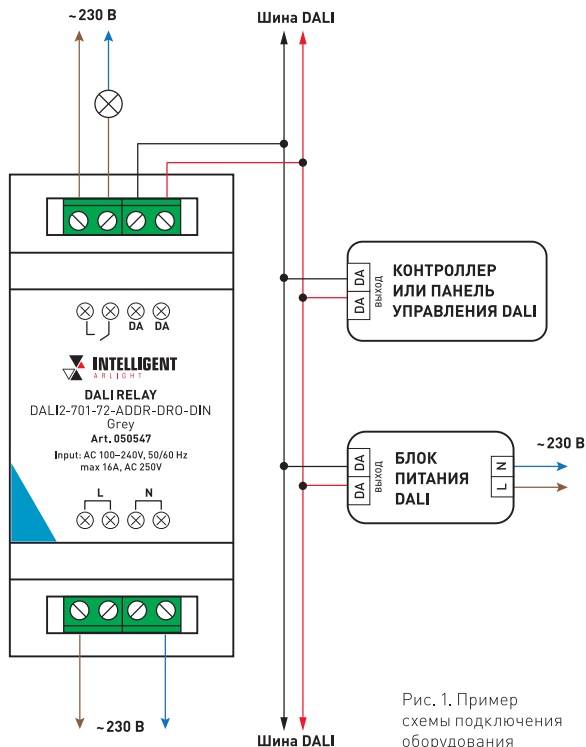 ~230 В
Шина DALI
DA DA
INTELLIGENT
ARLIGHT
DALI RELAY
DALI2-701-72-ADDR-DRO-DIN
Grey
Art. 050547
Input: AC 100–240V, 50/60 Hz
max 16A, AC 250V
L N
~230 В
DA
DA
ВЫХОД
КОНТРОЛЛЕР
ИЛИ ПАНЕЛЬ
УПРАВЛЕНИЯ DALI
DA
DA
ВЫХОД
БЛОК
ПИТАНИЯ
DALI
N
L
~230 В
Шина DALI
Рис. 1. Пример
схемы подключения
оборудования